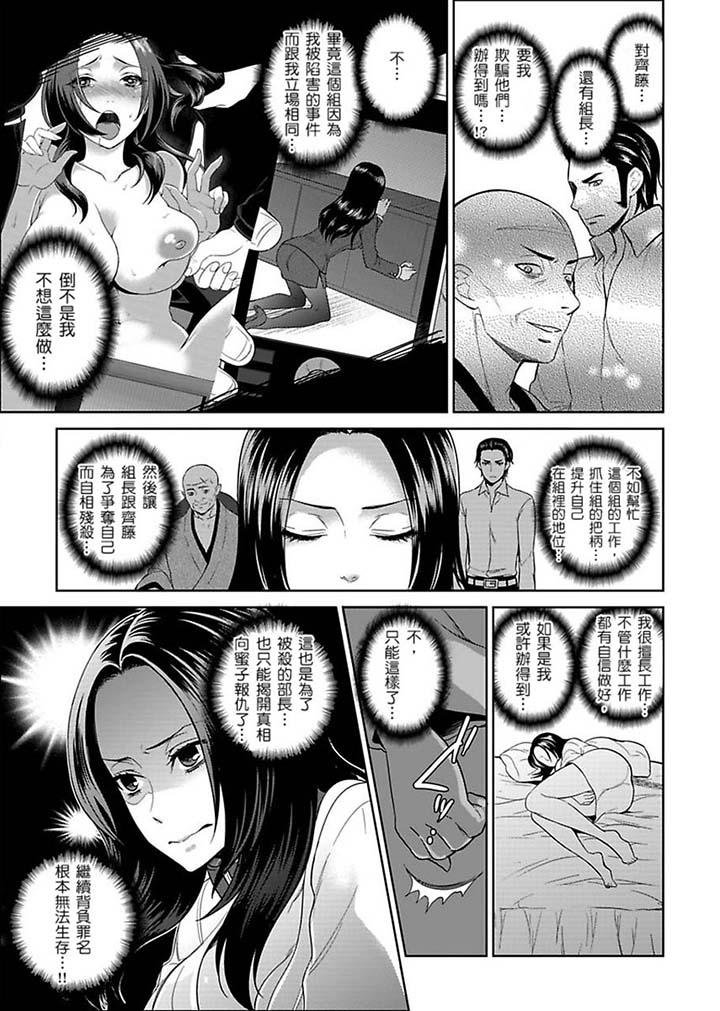 對齊藤
還有組長…
要我
欺騙他們…
辦得到嗎…!?
不…
畢竟這個組因為
我被陷害的事件
而跟我立場相同…
倒不是我
不想這麼做…
不如幫忙
這個組的工作，
抓住組的把柄…
提升自己
在組裡的地位…
然後讓
組長跟齊藤
為了爭奪自己
而自相殘殺…
我很擅長工作…
不管什麼工作
都有自信做好。
如果是我
或許辦得到…
不，
只能這樣了…
這也是為了
被殺的部長…
也只能揭開真相
向蜜子報仇了…
繼續背負罪名
根本無法生存…!!